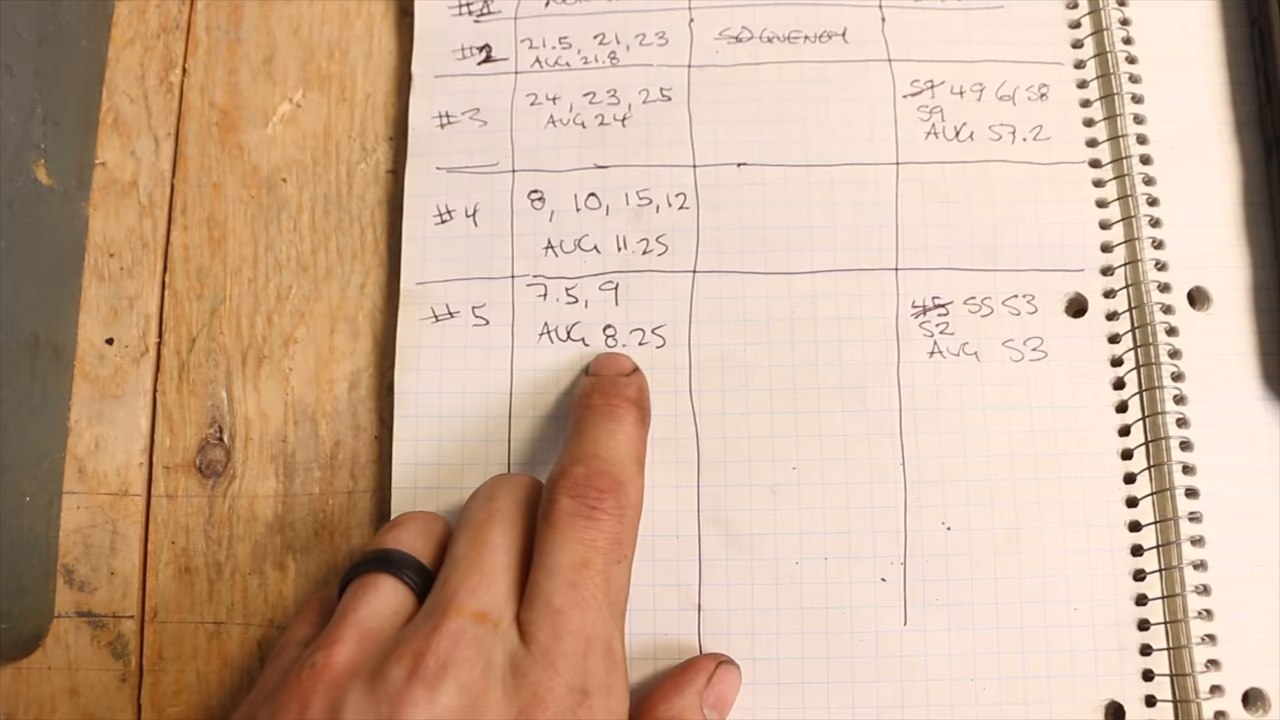 #2 21.5, 21, 23 SEQUENCY
AVG 21.8
#3 24, 23, 25 57 49 61 58
AVG 24 59
AVG 57.2
#4 8, 10, 15, 12
AVG 11.25
#5 7.5, 9 45 55 53
AVG 8.25 52
AVG 53